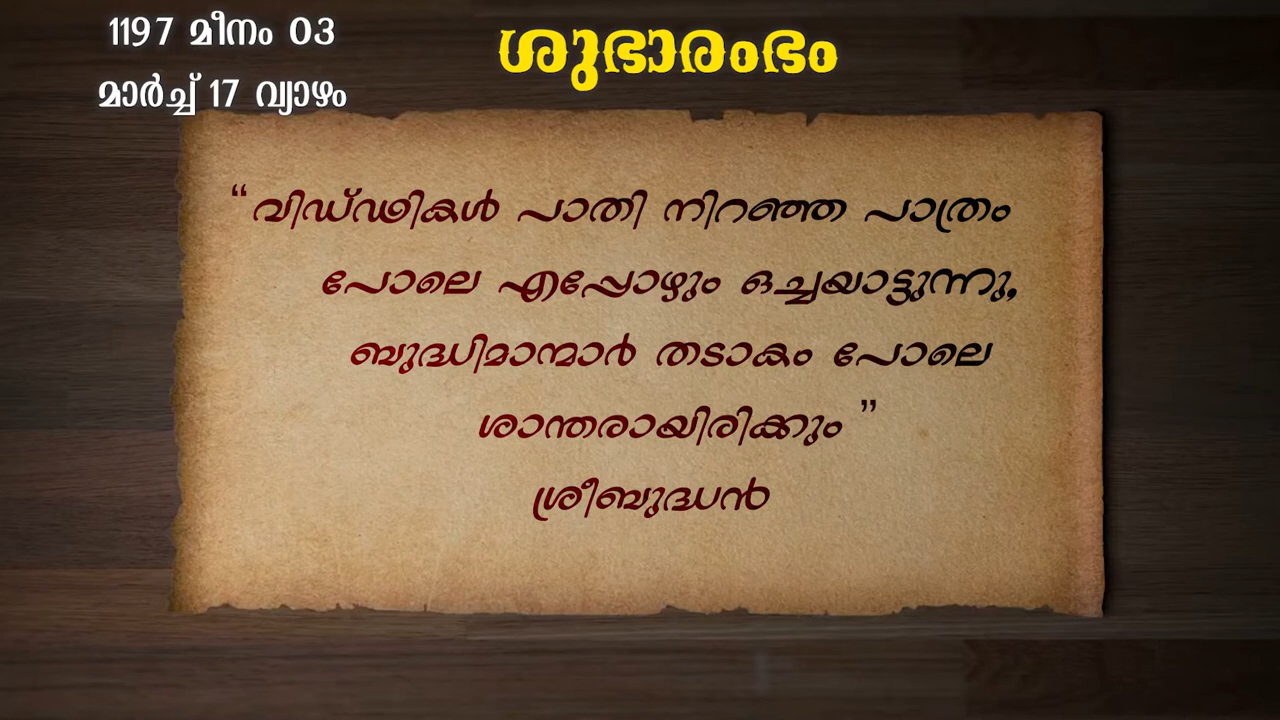 1197 മീനം 03
മാർച്ച് 17 വ്യാഴം
ശുഭാരംഭം
“വിഡ്ഢികൾ പാതി നിറഞ്ഞ പാത്രം
പോലെ എപ്പോഴും ഒച്ചയാട്ടുന്നു,
ബുദ്ധിമാന്മാർ തടാകം പോലെ
ശാന്തരായിരിക്കും ”
ശ്രീബുദ്ധൻ